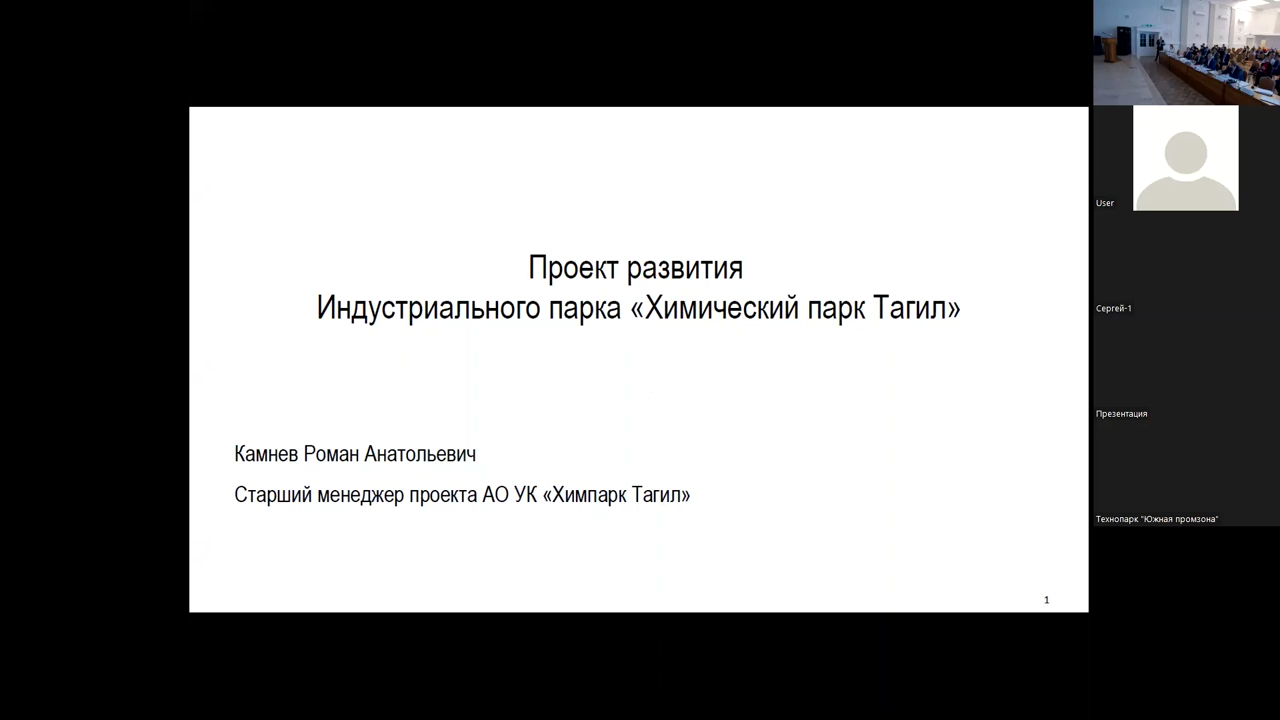 Проект развития
Индустриального парка «Химический парк Тагил»
Камнев Роман Анатольевич
Старший менеджер проекта АО УК «Химпарк Тагил»
1
User
Сергей-1
Презентация
Технопарк "Южная промзона"